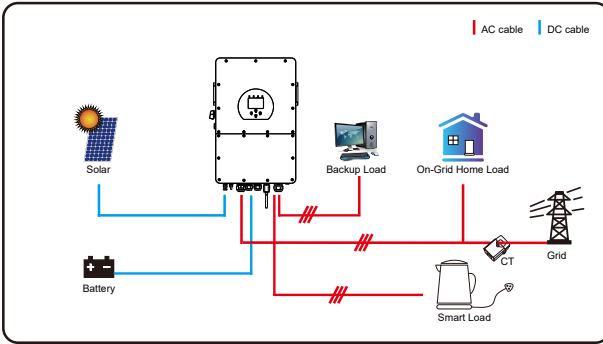 AC cable
DC cable
Solar
Backup Load
On-Grid Home Load
CT
Grid
Battery
Smart Load